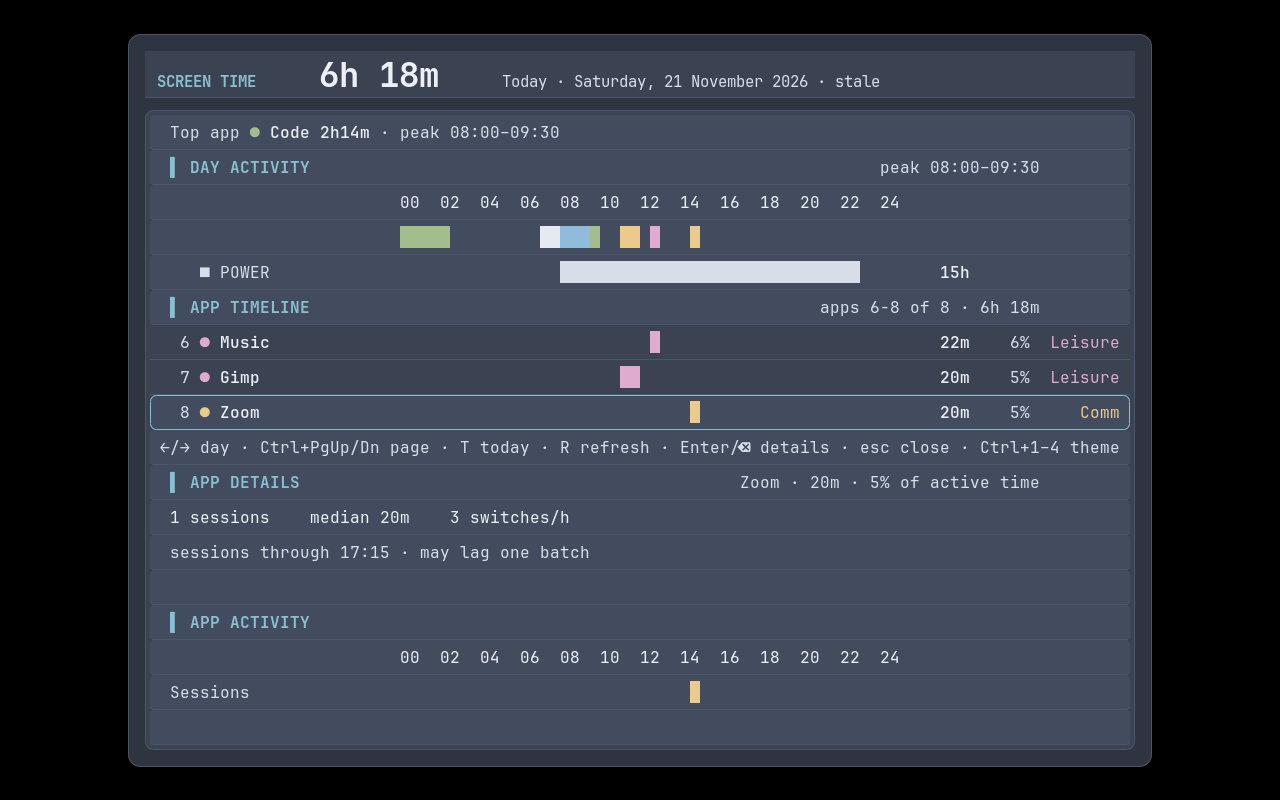 SCREEN TIME 6h 18m Today · Saturday, 21 November 2026 · stale
Top app ● Code 2h14m · peak 08:00–09:30
DAY ACTIVITY peak 08:00–09:30
00 02 04 06 08 10 12 14 16 18 20 22 24
■ POWER 15h
APP TIMELINE apps 6-8 of 8 · 6h 18m
6 ● Music 22m 6% Leisure
7 ● Gimp 20m 5% Leisure
8 ● Zoom 20m 5% Comm
←/→ day · Ctrl+PgUp/Dn page · T today · R refresh · Enter/⌫ details · esc close · Ctrl+1–4 theme
APP DETAILS Zoom · 20m · 5% of active time
1 sessions median 20m 3 switches/h
sessions through 17:15 · may lag one batch
APP ACTIVITY
00 02 04 06 08 10 12 14 16 18 20 22 24
Sessions